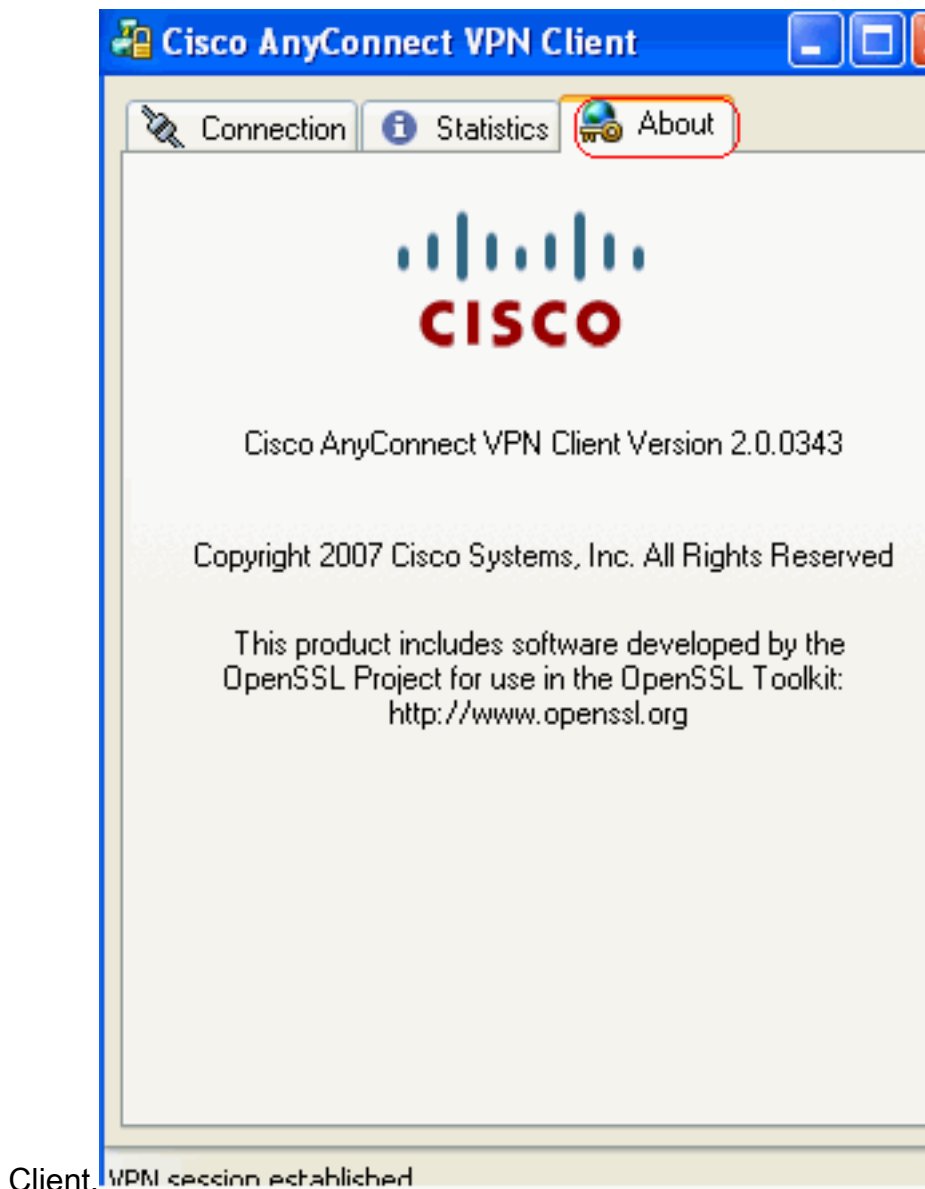 Cisco AnyConnect VPN Client
Connection
Statistics
About
CISCO
Cisco AnyConnect VPN Client Version 2.0.0343
Copyright 2007 Cisco Systems, Inc. All Rights Reserved
This product includes software developed by the
OpenSSL Project for use in the OpenSSL Toolkit:
http://www.openssl.org
Client.
VPN session established